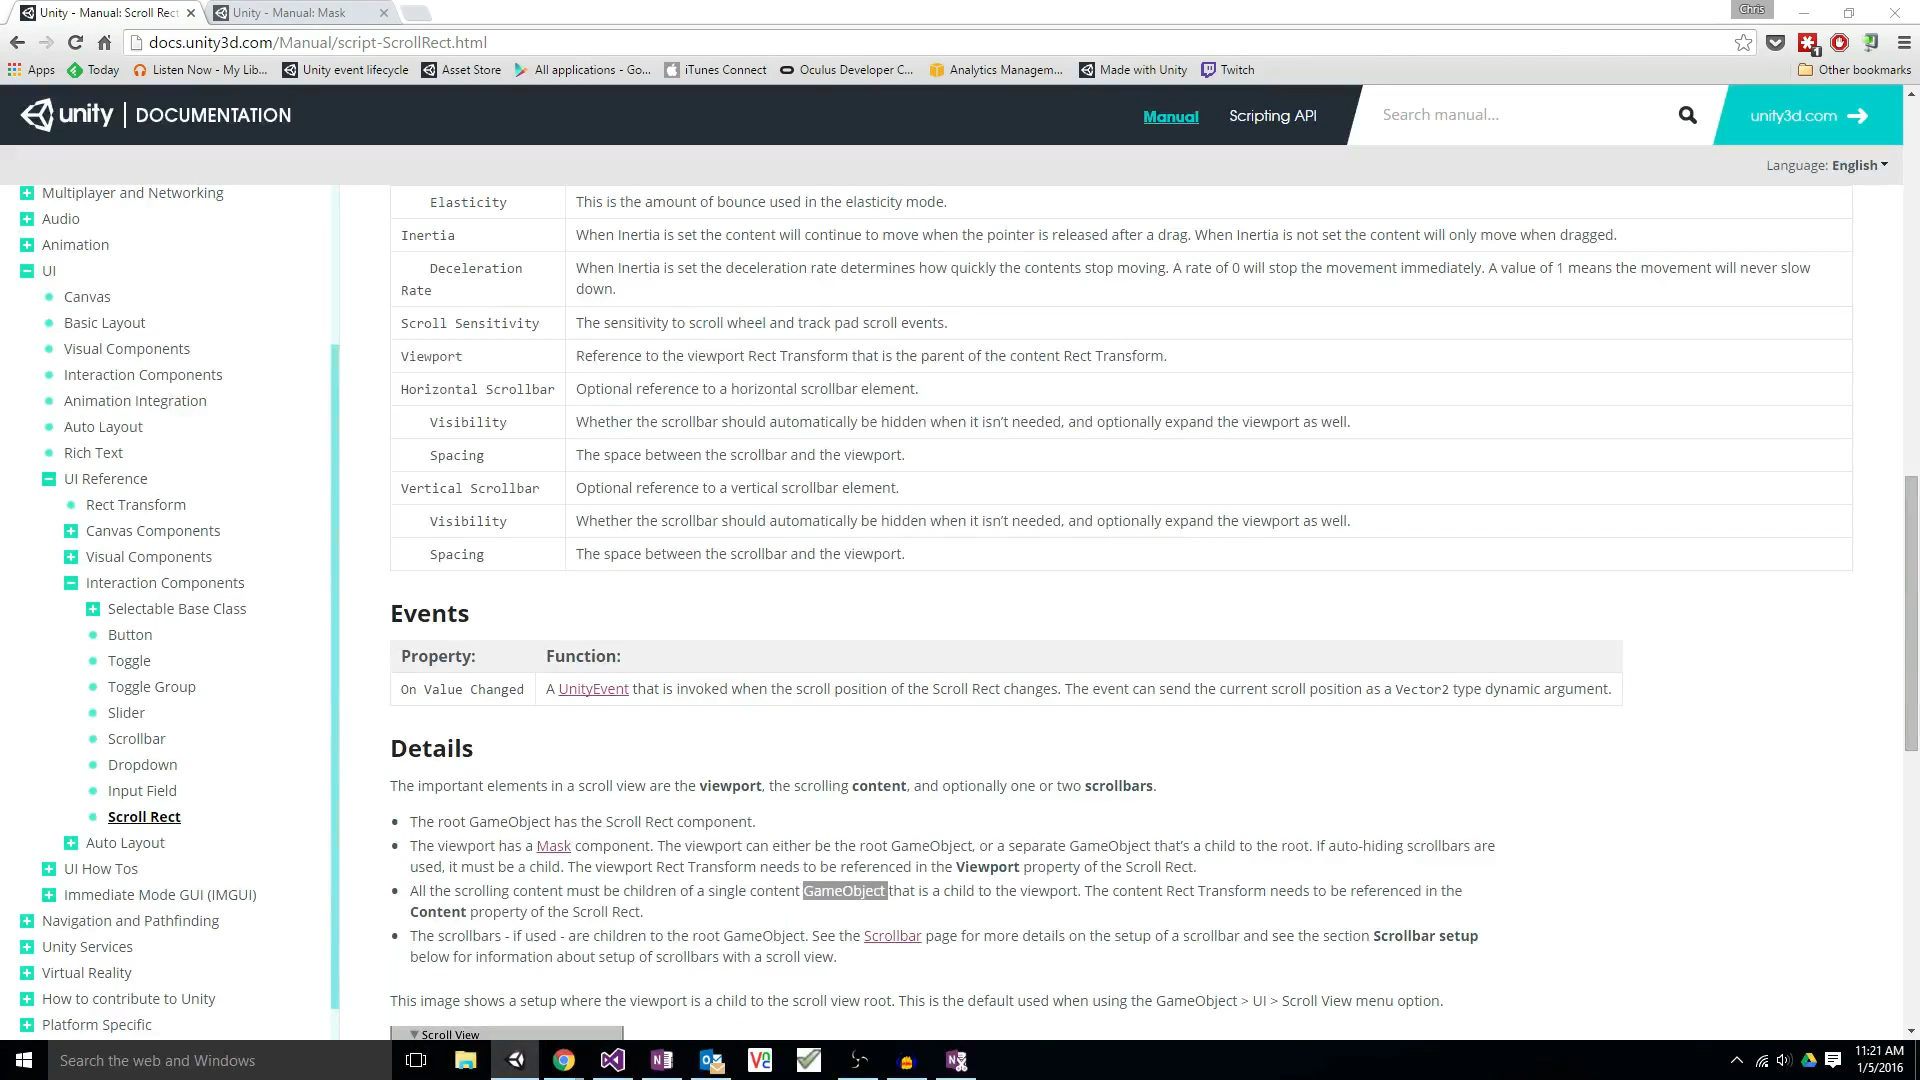 Unity - Manual: Scroll Rect
Unity - Manual: Mask
Chris
docs.unity3d.com/Manual/script-ScrollRect.html
Apps
Today
Listen Now - My Lib...
Unity event lifecycle
Asset Store
All applications - Go...
iTunes Connect
Oculus Developer C...
Analytics Managem...
Made with Unity
Twitch
Other bookmarks
unity | DOCUMENTATION
Manual
Scripting API
Search manual...
unity3d.com
Language: English
Multiplayer and Networking
Audio
Animation
UI
Canvas
Basic Layout
Visual Components
Interaction Components
Animation Integration
Auto Layout
Rich Text
UI Reference
Rect Transform
Canvas Components
Visual Components
Interaction Components
Selectable Base Class
Button
Toggle
Toggle Group
Slider
Scrollbar
Dropdown
Input Field
Scroll Rect
Auto Layout
UI How Tos
Immediate Mode GUI (IMGUI)
Navigation and Pathfinding
Unity Services
Virtual Reality
How to contribute to Unity
Platform Specific
Elasticity This is the amount of bounce used in the elasticity mode.
Inertia When Inertia is set the content will continue to move when the pointer is released after a drag. When Inertia is not set the content will only move when dragged.
Deceleration When Inertia is set the deceleration rate determines how quickly the contents stop moving. A rate of 0 will stop the movement immediately. A value of 1 means the movement will never slow
Rate down.
Scroll Sensitivity The sensitivity to scroll wheel and track pad scroll events.
Viewport Reference to the viewport Rect Transform that is the parent of the content Rect Transform.
Horizontal Scrollbar Optional reference to a horizontal scrollbar element.
Visibility Whether the scrollbar should automatically be hidden when it isn't needed, and optionally expand the viewport as well.
Spacing The space between the scrollbar and the viewport.
Vertical Scrollbar Optional reference to a vertical scrollbar element.
Visibility Whether the scrollbar should automatically be hidden when it isn't needed, and optionally expand the viewport as well.
Spacing The space between the scrollbar and the viewport.
Events
Property: Function:
On Value Changed A UnityEvent that is invoked when the scroll position of the Scroll Rect changes. The event can send the current scroll position as a Vector2 type dynamic argument.
Details
The important elements in a scroll view are the viewport, the scrolling content, and optionally one or two scrollbars.
The root GameObject has the Scroll Rect component.
The viewport has a Mask component. The viewport can either be the root GameObject, or a separate GameObject that's a child to the root. If auto-hiding scrollbars are
used, it must be a child. The viewport Rect Transform needs to be referenced in the Viewport property of the Scroll Rect.
All the scrolling content must be children of a single content GameObject that is a child to the viewport. The content Rect Transform needs to be referenced in the
Content property of the Scroll Rect.
The scrollbars - if used - are children to the root GameObject. See the Scrollbar page for more details on the setup of a scrollbar and see the section Scrollbar setup
below for information about setup of scrollbars with a scroll view.
This image shows a setup where the viewport is a child to the scroll view root. This is the default used when using the GameObject > UI > Scroll View menu option.
Scroll View
Search the web and Windows
11:21 AM
1/5/2016